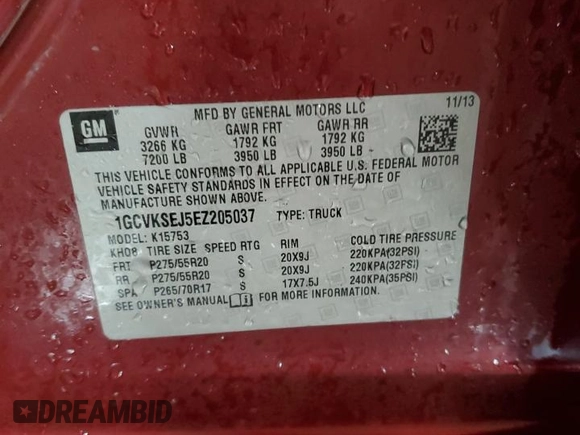 GM
MFD BY GENERAL MOTORS LLC
11/13
GVWR GAWR FRT GAWR RR
3266 KG 1792 KG 1792 KG
7200 LB 3950 LB 3950 LB
THIS VEHICLE CONFORMS TO ALL APPLICABLE U.S. FEDERAL MOTOR
VEHICLE SAFETY STANDARDS IN EFFECT ON THE DATE OF
MANUFACTURE SHOWN ABOVE.
1GCVKSEJ5EZ205037 TYPE: TRUCK
MODEL: K15753
KH08 TIRE SIZE SPEED RTG RIM COLD TIRE PRESSURE
FRT P275/55R20 S 20X9J 220KPA(32PSI)
RR P275/55R20 S 20X9J 220KPA(32PSI)
SPA P265/70R17 S 17X7.5J 240KPA(35PSI)
SEE OWNER'S MANUAL FOR MORE INFORMATION.
DREAMBID